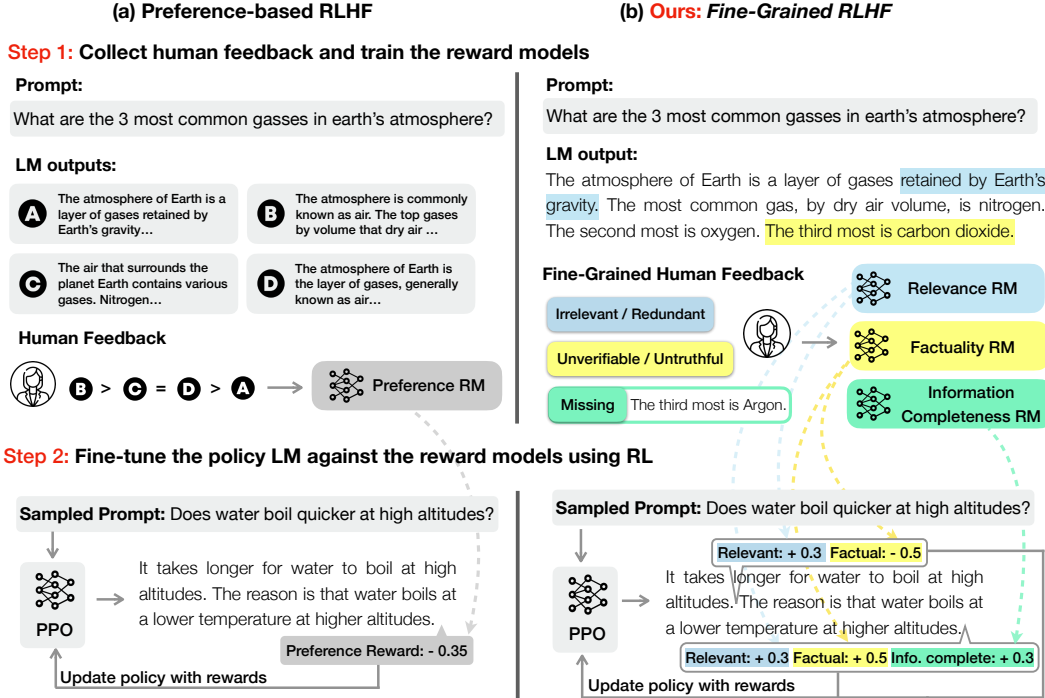 (a) Preference-based RLHF
(b) Ours: Fine-Grained RLHF
Step 1: Collect human feedback and train the reward models
Prompt:
What are the 3 most common gasses in earth's atmosphere?
LM outputs:
A
The atmosphere of Earth is a
layer of gases retained by
Earth's gravity...
B
The atmosphere is commonly
known as air. The top gases
by volume that dry air ...
C
The air that surrounds the
planet Earth contains various
gases. Nitrogen...
D
The atmosphere of Earth is
the layer of gases, generally
known as air...
Human Feedback
B > C = D > A
Preference RM
Prompt:
What are the 3 most common gasses in earth's atmosphere?
LM output:
The atmosphere of Earth is a layer of gases retained by Earth's
gravity. The most common gas, by dry air volume, is nitrogen.
The second most is oxygen. The third most is carbon dioxide.
Fine-Grained Human Feedback
Irrelevant / Redundant
Unverifiable / Untruthful
Missing The third most is Argon.
Relevance RM
Factuality RM
Information
Completeness RM
Step 2: Fine-tune the policy LM against the reward models using RL
Sampled Prompt: Does water boil quicker at high altitudes?
PPO
It takes longer for water to boil at high
altitudes. The reason is that water boils at
a lower temperature at higher altitudes.
Preference Reward: - 0.35
Update policy with rewards
Sampled Prompt: Does water boil quicker at high altitudes?
Relevant: + 0.3 Factual: - 0.5
PPO
It takes longer for water to boil at high
altitudes. The reason is that water boils at
a lower temperature at higher altitudes.
Relevant: + 0.3 Factual: + 0.5 Info. complete: + 0.3
Update policy with rewards